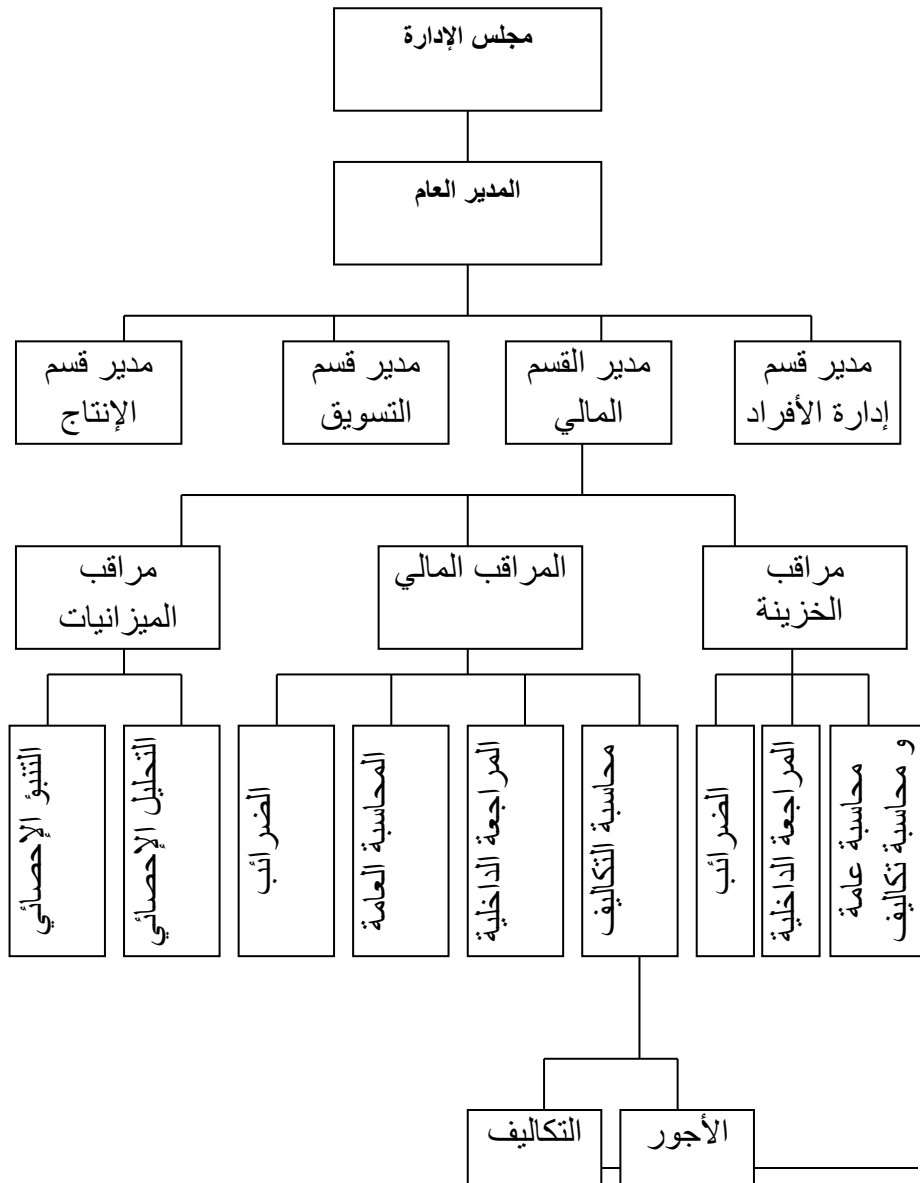 مجلس الإدارة
المدير العام
مدير قسم
إدارة الأفراد
مدير القسم
المالي
مدير قسم
التسويق
مدير قسم
الإنتاج
مراقب
الخزينة
المراقب المالي
مراقب
الميزانيات
محاسبة عامة
و محاسبة تكاليف
المراجعة الداخلية
الضرائب
محاسبة التكاليف
المراجعة الداخلية
المحاسبة العامة
الضرائب
التحليل الإحصائي
التنبؤ الإحصائي
الأجور
التكاليف